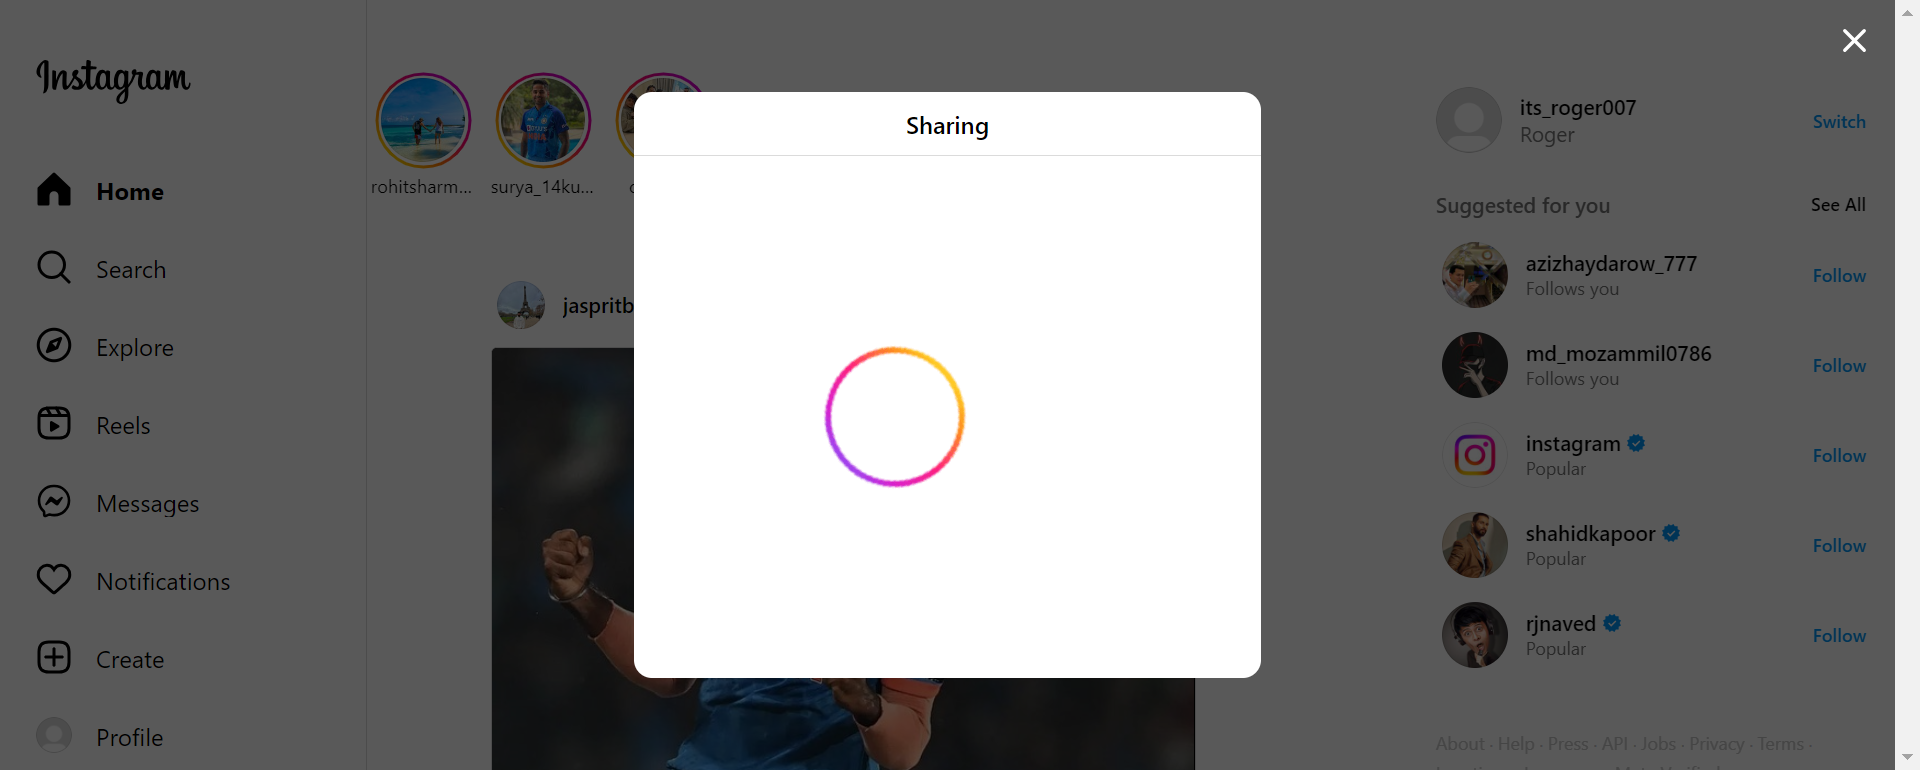 Instagram
Home
Search
Explore
Reels
Messages
Notifications
Create
Profile
rohitsharm...
surya_14ku...
jaspritb
Sharing
its_roger007
Roger
Switch
Suggested for you
See All
azizhaydarow_777
Follows you
Follow
md_mozammil0786
Follows you
Follow
instagram
Popular
Follow
shahidkapoor
Popular
Follow
rjnaved
Popular
Follow
About · Help · Press · API · Jobs · Privacy · Terms ·